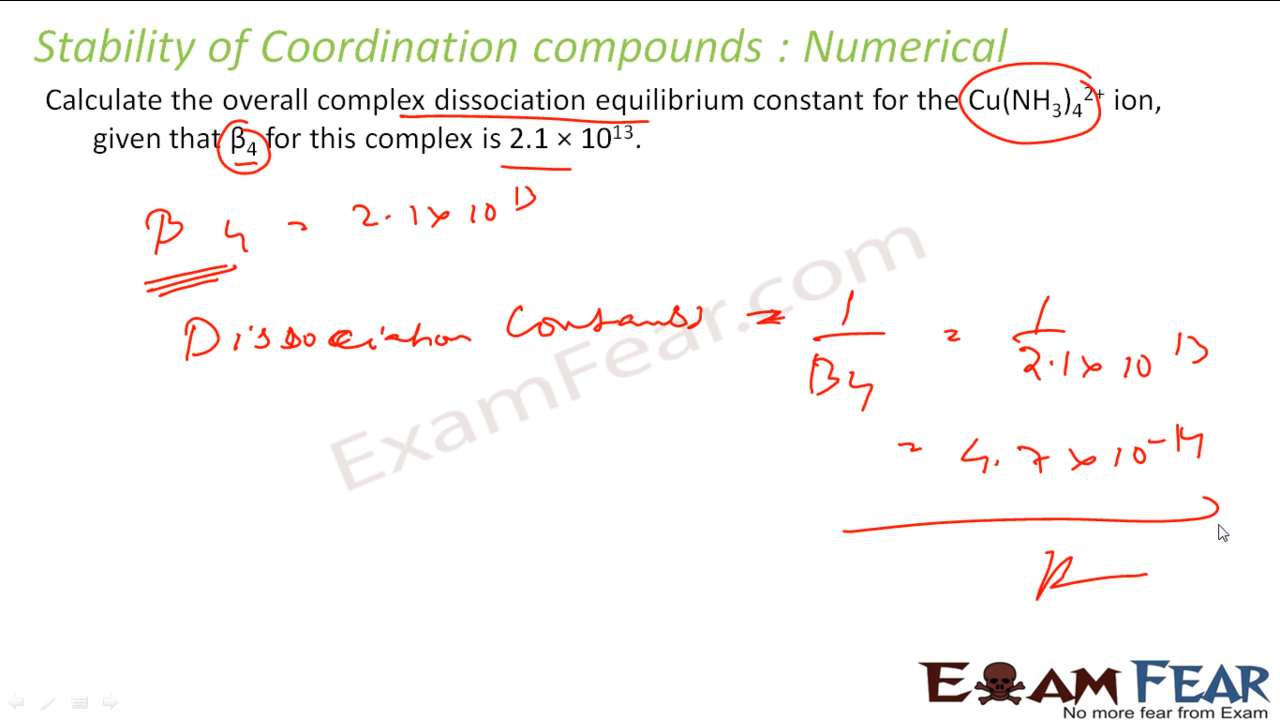 Stability of Coordination compounds : Numerical
Calculate the overall complex dissociation equilibrium constant for the Cu(NH₃)₄²⁺ ion,
given that β₄ for this complex is 2.1 × 10¹³.
β 4 = 2.1 × 10¹³
Dissociation Constant = 1/β4 = 1/2.1 × 10¹³
= 4.7 × 10⁻¹⁴
ExamFear.com
EXAM FEAR
No more fear from Exam